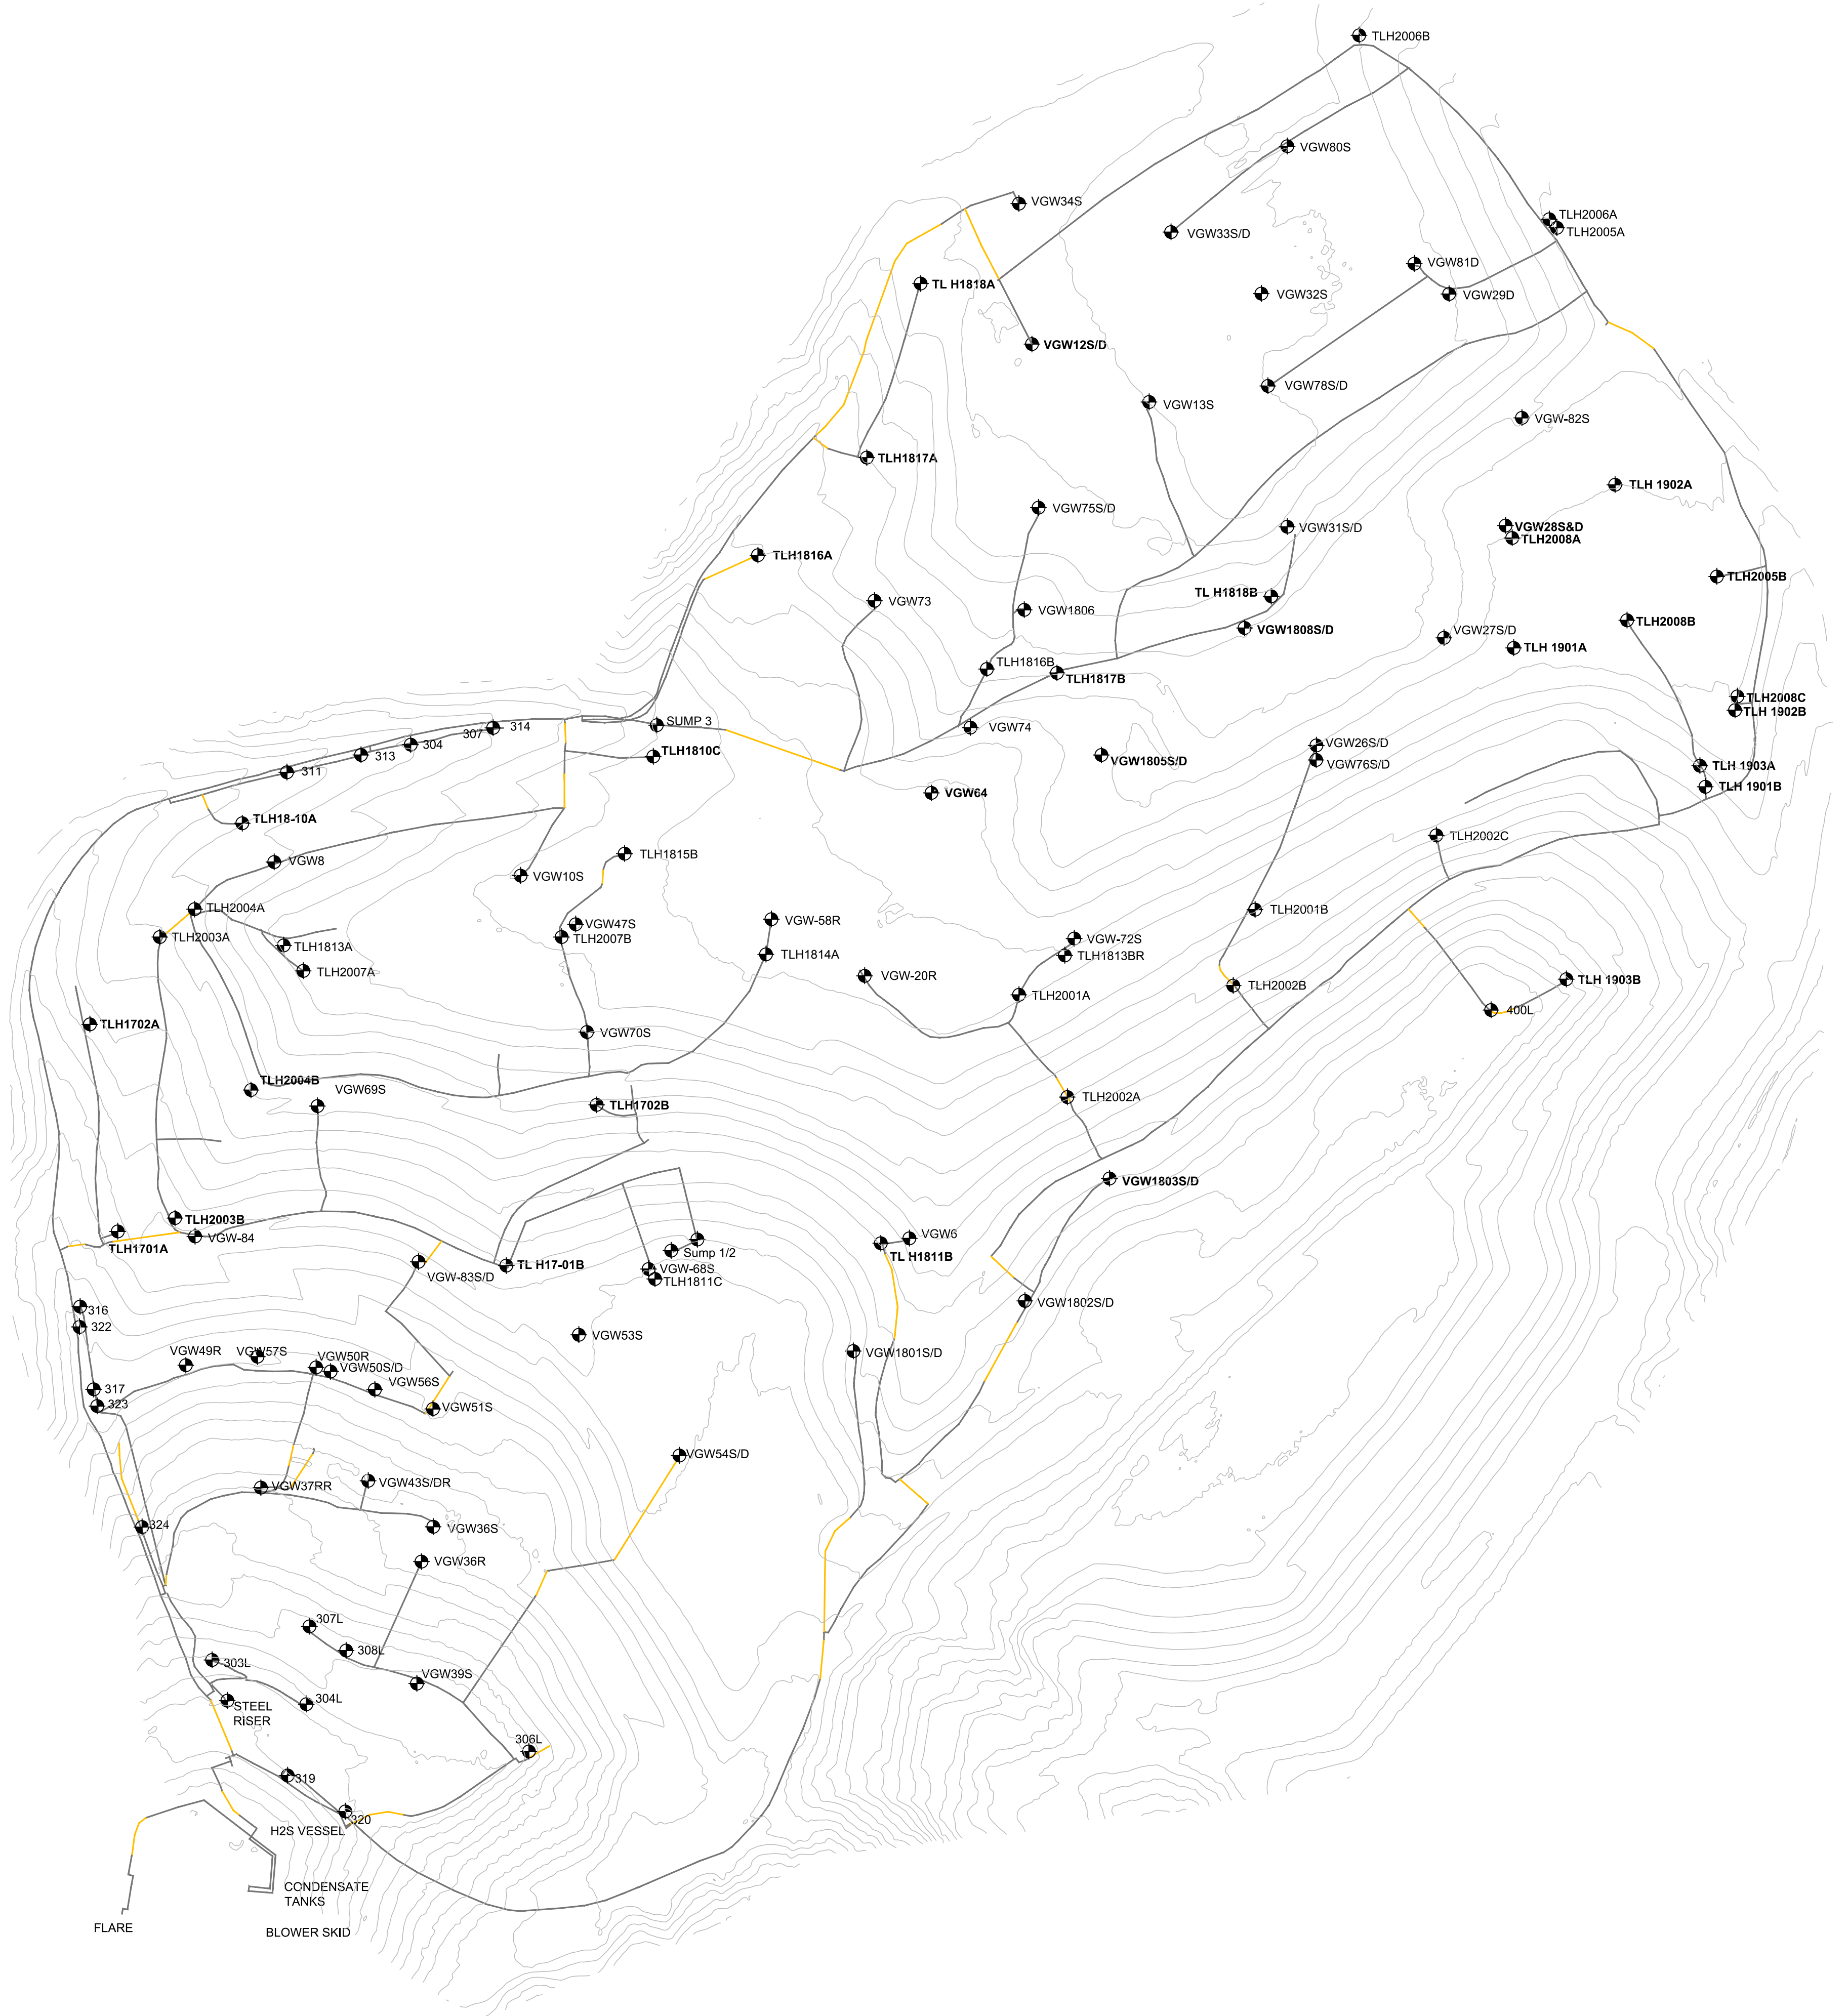 TLH2006B
VGW80S
VGW34S
TLH2006A
TLH2005A
VGW33S/D
VGW81D
TL H1818A
VGW32S
VGW29D
VGW12S/D
VGW78S/D
VGW13S
VGW-82S
TLH1817A
TLH 1902A
VGW75S/D
VGW31S/D
VGW28S&D
TLH2008A
TLH1816A
TLH2005B
TL H1818B
VGW73
VGW1806
TLH2008B
VGW1808S/D
VGW27S/D
TLH 1901A
TLH1816B
TLH1817B
TLH2008C
TLH 1902B
SUMP 3
314
307
VGW74
304
TLH1810C
313
VGW26S/D
VGW1805S/D
VGW76S/D
TLH 1903A
311
TLH 1901B
VGW64
TLH18-10A
TLH2002C
TLH1815B
VGW8
VGW10S
TLH2004A
TLH2001B
VGW-58R
VGW47S
TLH2003A
TLH2007B
VGW-72S
TLH1813A
TLH1814A
TLH1813BR
TLH2007A
VGW-20R
TLH 1903B
TLH2002B
TLH2001A
400L
TLH1702A
VGW70S
TLH2004B
VGW69S
TLH2002A
TLH1702B
VGW1803S/D
TLH2003B
VGW-84
VGW6
TLH1701A
Sump 1/2
TL H1811B
TL H17-01B
VGW-83S/D
VGW-68S
TLH1811C
VGW1802S/D
316
322
VGW53S
VGW49R
VGW57S
VGW50R
VGW50S/D
VGW1801S/D
VGW56S
317
323
VGW51S
VGW54S/D
VGW37RR
VGW43S/DR
324
VGW36S
VGW36R
307L
308L
303L
VGW39S
304L
STEEL
RISER
306L
319
320
H2S VESSEL
CONDENSATE
TANKS
FLARE
BLOWER SKID